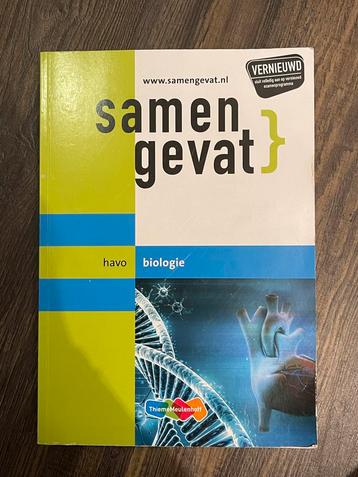 www.samengevat.nl
VERNIEUWD
sluit volledig aan op vernieuwd
examenprogramma
samen
gevat}
havo biologie
ThiemeMeulenhoff